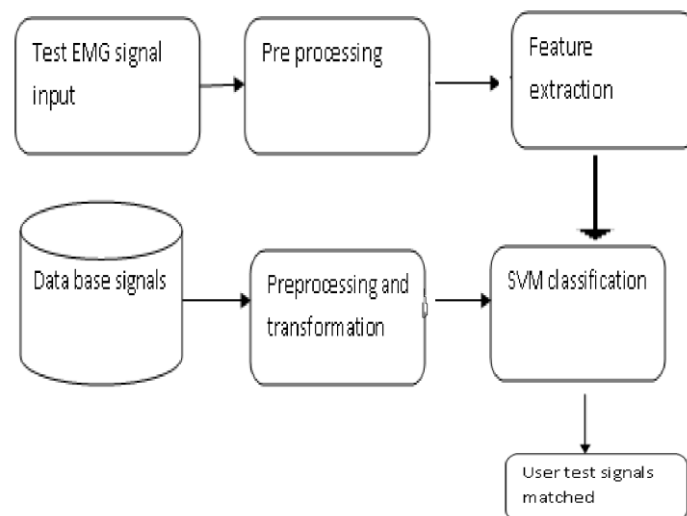 Test EMG signal
input
Pre processing
Feature
extraction
Data base signals
Preprocessing and
transformation
SVM classification
User test signals
matched